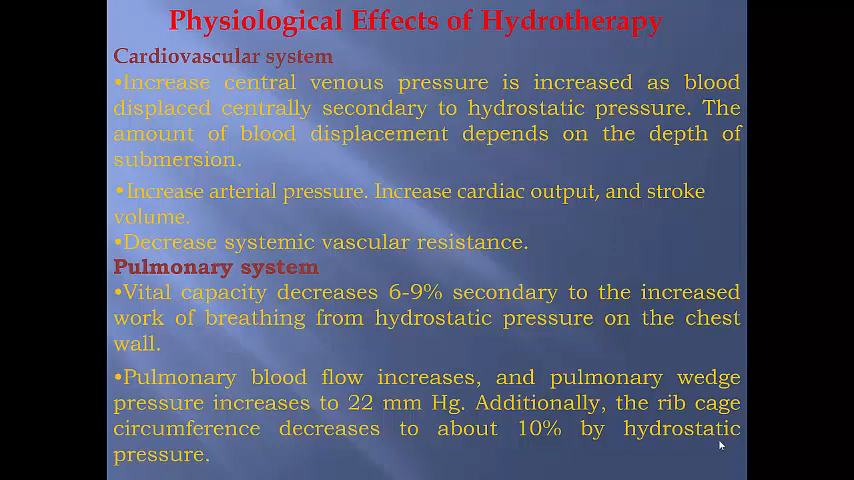 Physiological Effects of Hydrotherapy
Cardiovascular system
•Increase central venous pressure is increased as blood
displaced centrally secondary to hydrostatic pressure. The
amount of blood displacement depends on the depth of
submersion.
•Increase arterial pressure. Increase cardiac output, and stroke
volume.
•Decrease systemic vascular resistance.
Pulmonary system
•Vital capacity decreases 6-9% secondary to the increased
work of breathing from hydrostatic pressure on the chest
wall.
•Pulmonary blood flow increases, and pulmonary wedge
pressure increases to 22 mm Hg. Additionally, the rib cage
circumference decreases to about 10% by hydrostatic
pressure.